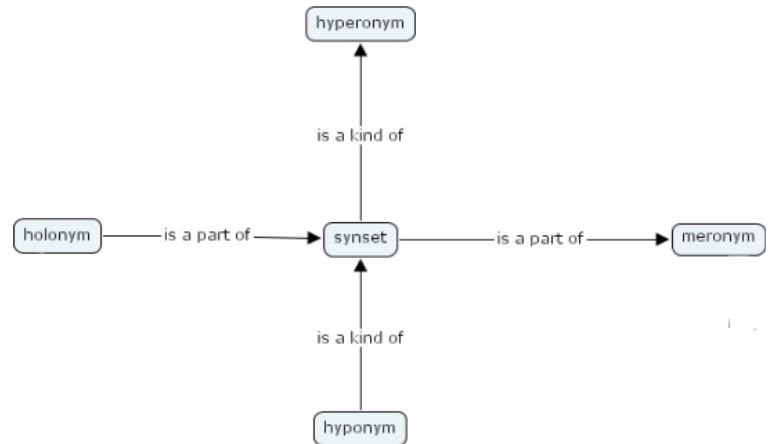 hyperonym
is a kind of
holonym
is a part of
synset
is a part of
meronym
is a kind of
hyponym